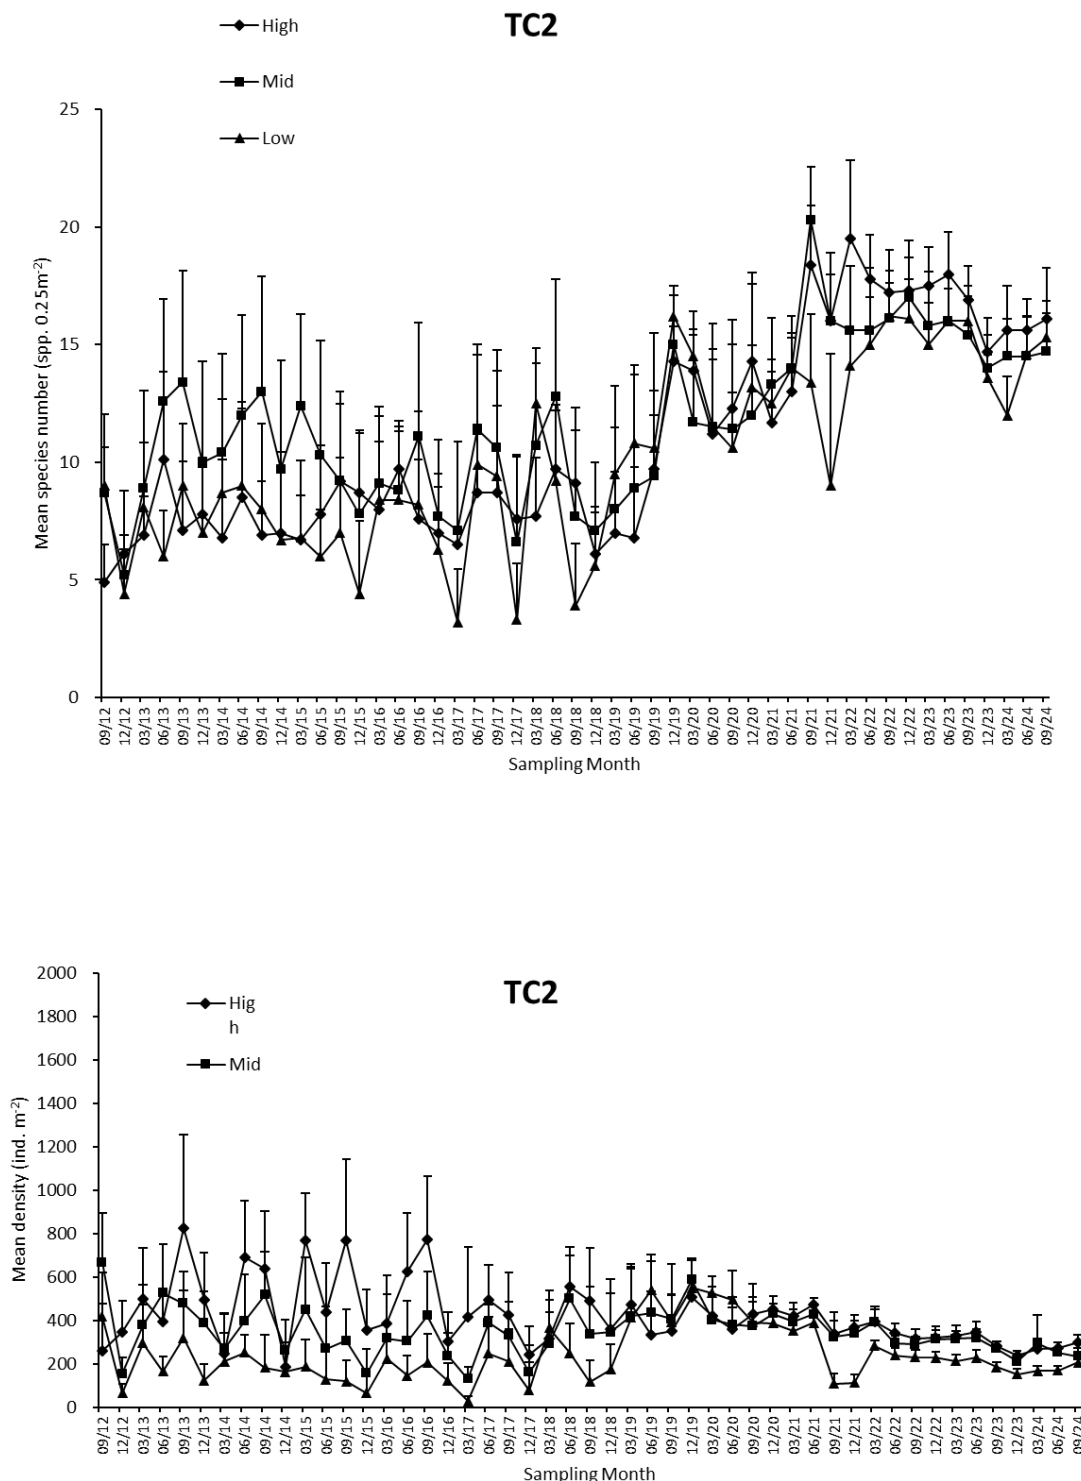 TC2
High
Mid
Low
25
20
15
10
5
0
Mean species number (spp. 0.25m⁻²)
09/12 12/12 03/13 06/13 09/13 12/13 03/14 06/14 09/14 12/14 03/15 06/15 09/15 12/15 03/16 06/16 09/16 12/16 03/17 06/17 09/17 12/17 03/18 06/18 09/18 12/18 03/19 06/19 09/19 12/19 03/20 06/20 09/20 12/20 03/21 06/21 09/21 12/21 03/22 06/22 09/22 12/22 03/23 06/23 09/23 12/23 03/24 06/24 09/24
Sampling Month
TC2
Hig
h
Mid
2000
1800
1600
1400
1200
1000
800
600
400
200
0
Mean density (ind. m⁻²)
09/12 12/12 03/13 06/13 09/13 12/13 03/14 06/14 09/14 12/14 03/15 06/15 09/15 12/15 03/16 06/16 09/16 12/16 03/17 06/17 09/17 12/17 03/18 06/18 09/18 12/18 03/19 06/19 09/19 12/19 03/20 06/20 09/20 12/20 03/21 06/21 09/21 12/21 03/22 06/22 09/22 12/22 03/23 06/23 09/23 12/23 03/24 06/24 09/24
Sampling Month